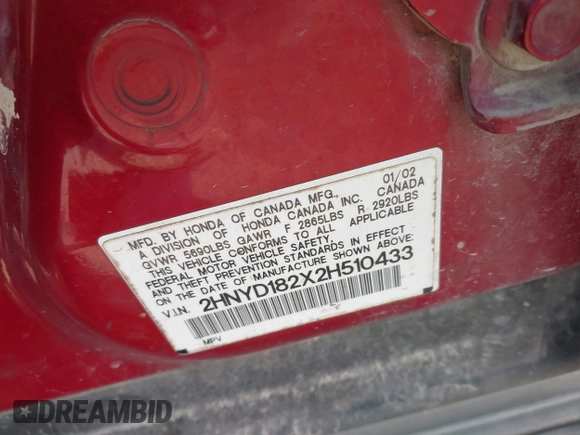 MFD. BY HONDA OF CANADA MFG., 01/02
A DIVISION OF HONDA CANADA INC. CANADA
GVWR 5690LBS GAWR F 2865LBS R 2920LBS
THIS VEHICLE CONFORMS TO ALL APPLICABLE
FEDERAL MOTOR VEHICLE SAFETY,
AND THEFT PREVENTION STANDARDS IN EFFECT
ON THE DATE OF MANUFACTURE SHOWN ABOVE.
V.I.N. 2HNYD182X2H510433
MPV
DREAMBID